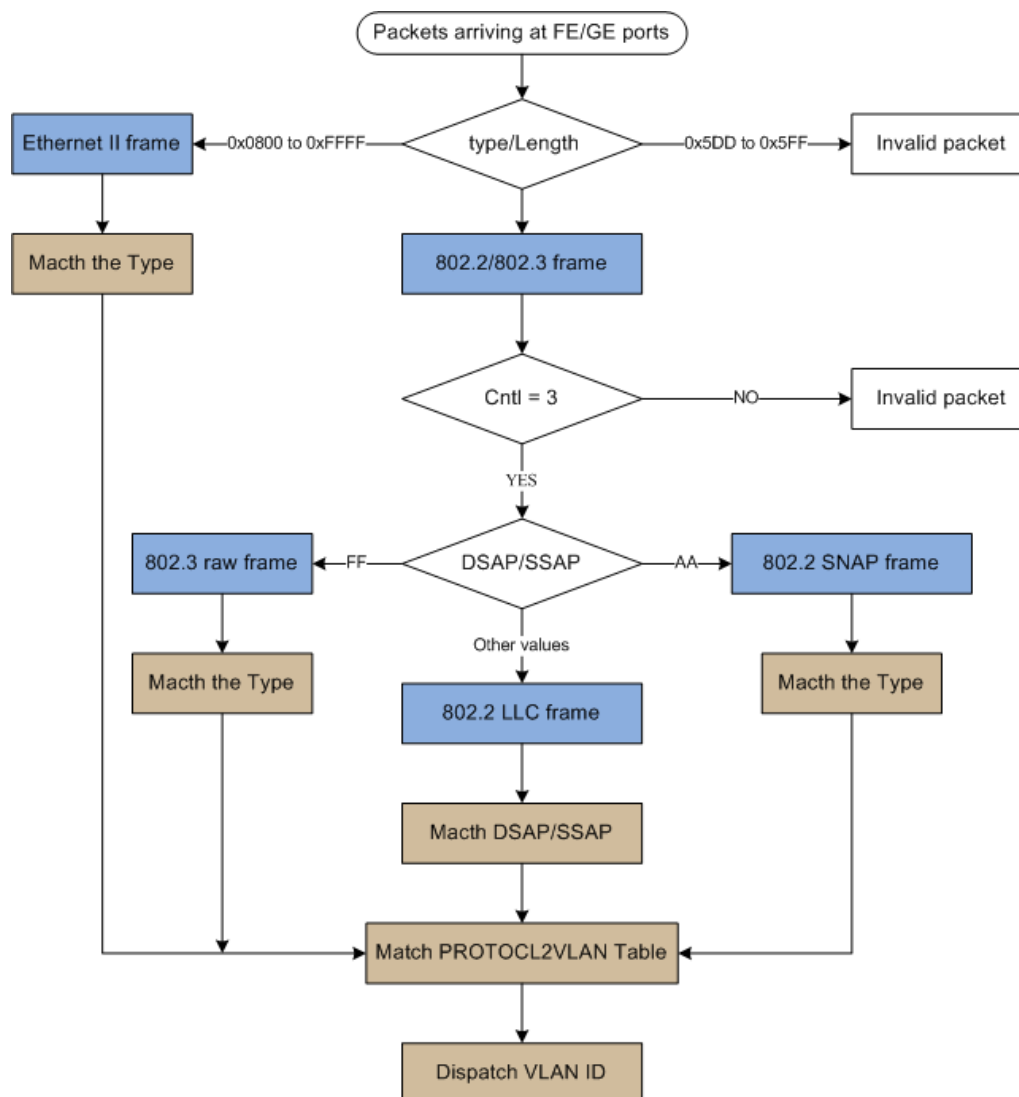 Packets arriving at FE/GE ports
Ethernet II frame
0x0800 to 0xFFFF
type/Length
0x5DD to 0x5FF
Invalid packet
Macth the Type
802.2/802.3 frame
Cntl = 3
NO
Invalid packet
YES
802.3 raw frame
FF
DSAP/SSAP
AA
802.2 SNAP frame
Other values
Macth the Type
Macth the Type
802.2 LLC frame
Macth DSAP/SSAP
Match PROTOCL2VLAN Table
Dispatch VLAN ID